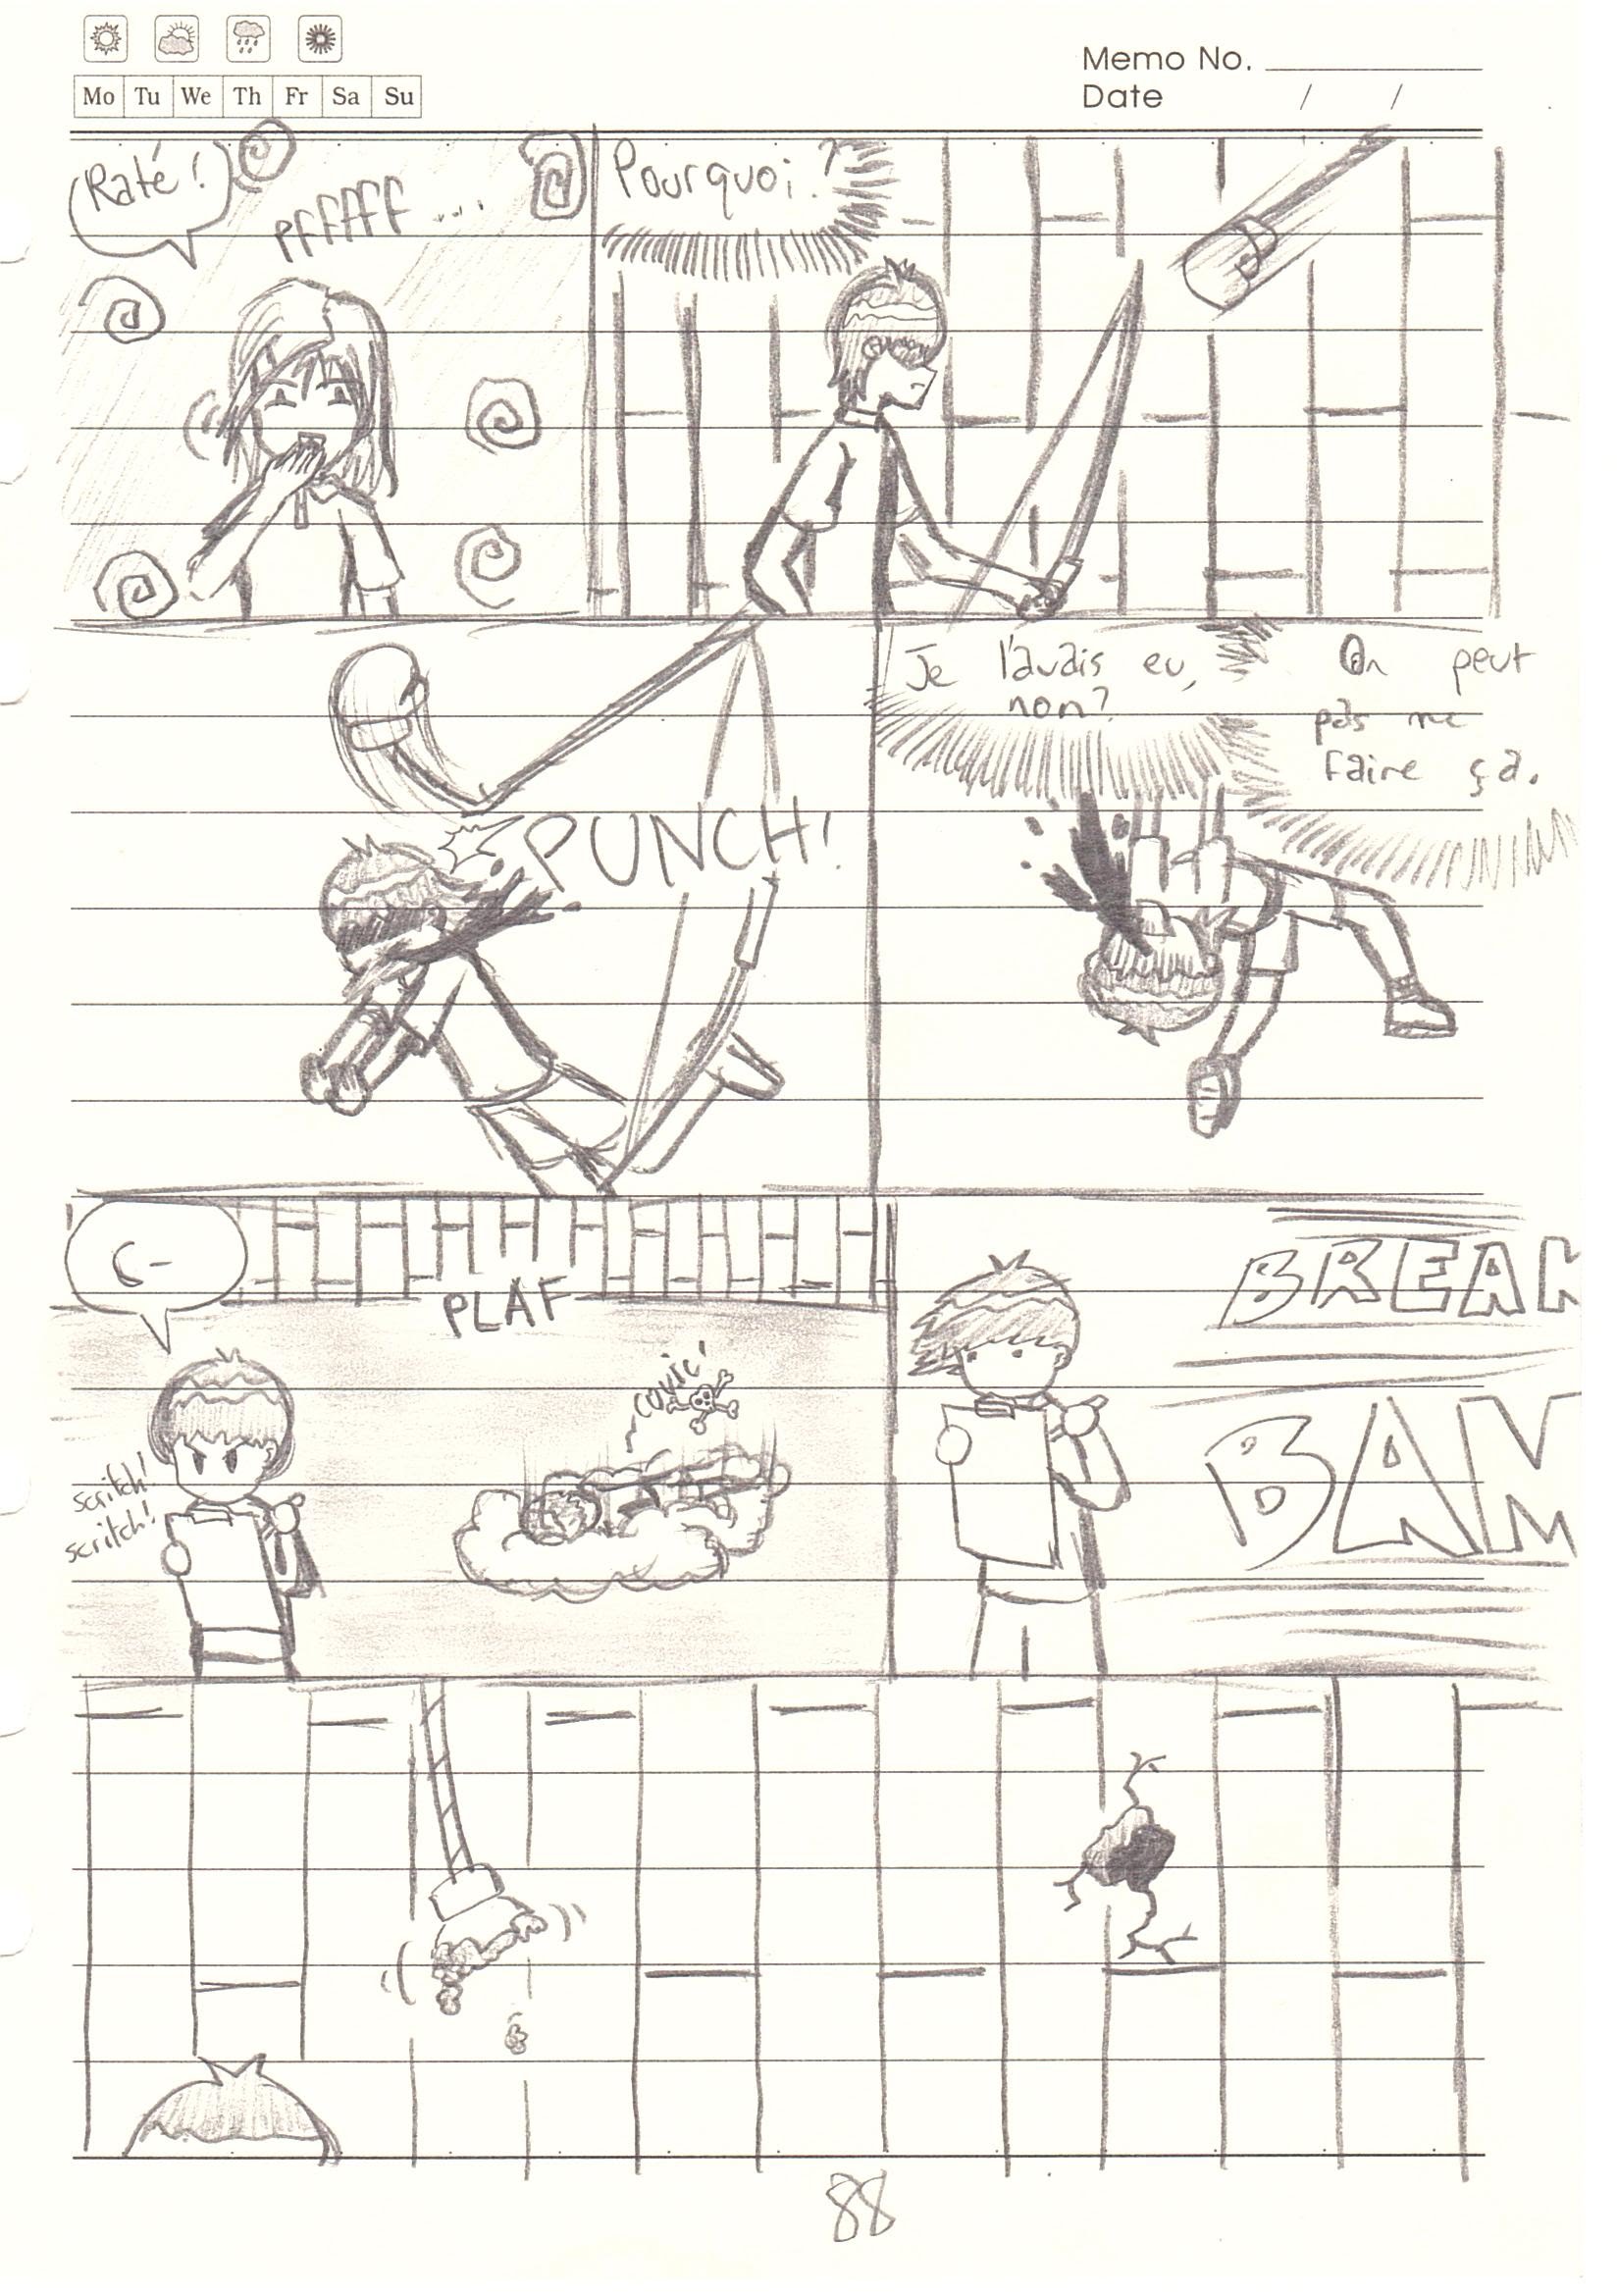 Mo Tu We Th Fr Sa Su
Memo No.
Date / /
Raté!
Pffffff....
Pourquoi?
PUNCH!
Je l'avais eu,
non?
On peut
pas me
faire ça.
C-
scritch!
scritch!
PLAF
couic!
BREAK
BAM
88